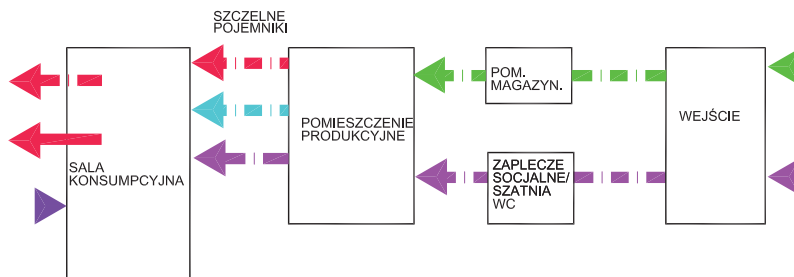 SZCZELNE
POJEMNIKI
POM.
MAGAZYN.
WEJŚCIE
POMIESZCZENIE
PRODUKCYJNE
SALA
KONSUMPCYJNA
ZAPLECZE
SOCJALNE/
SZATNIA
WC